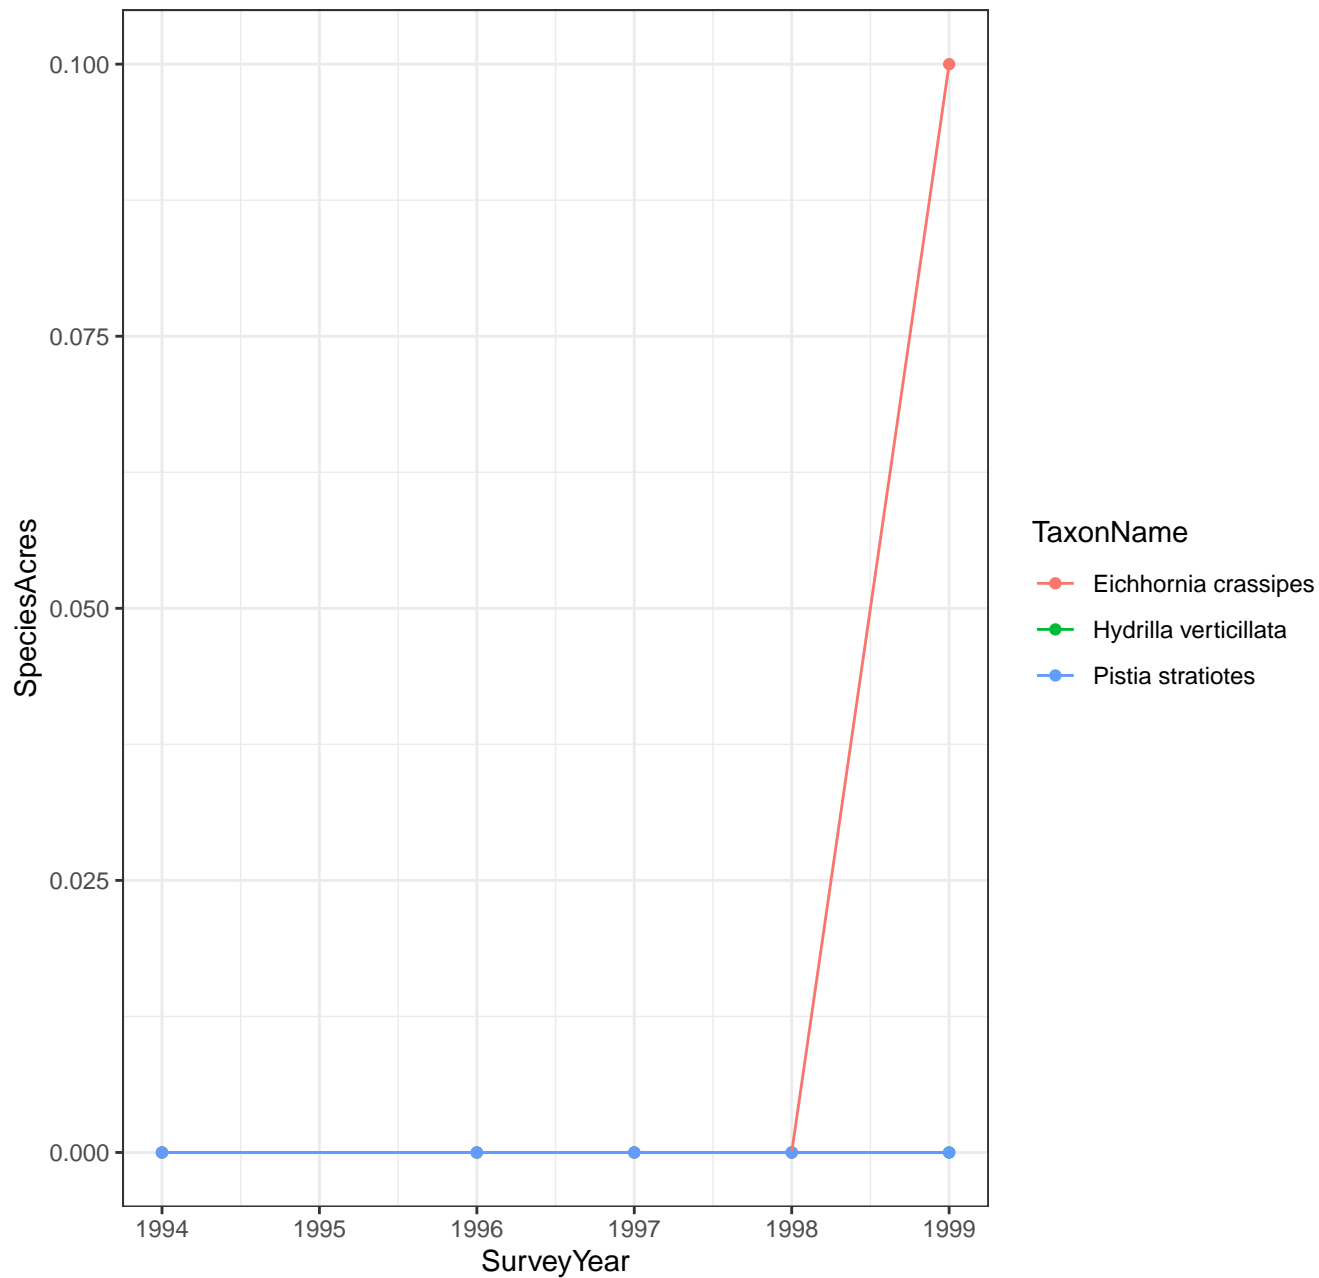 0.100
0.075
0.050
0.025
0.000
SpeciesAcres
1994 1995 1996 1997 1998 1999
SurveyYear
TaxonName
Eichhornia crassipes
Hydrilla verticillata
Pistia stratiotes